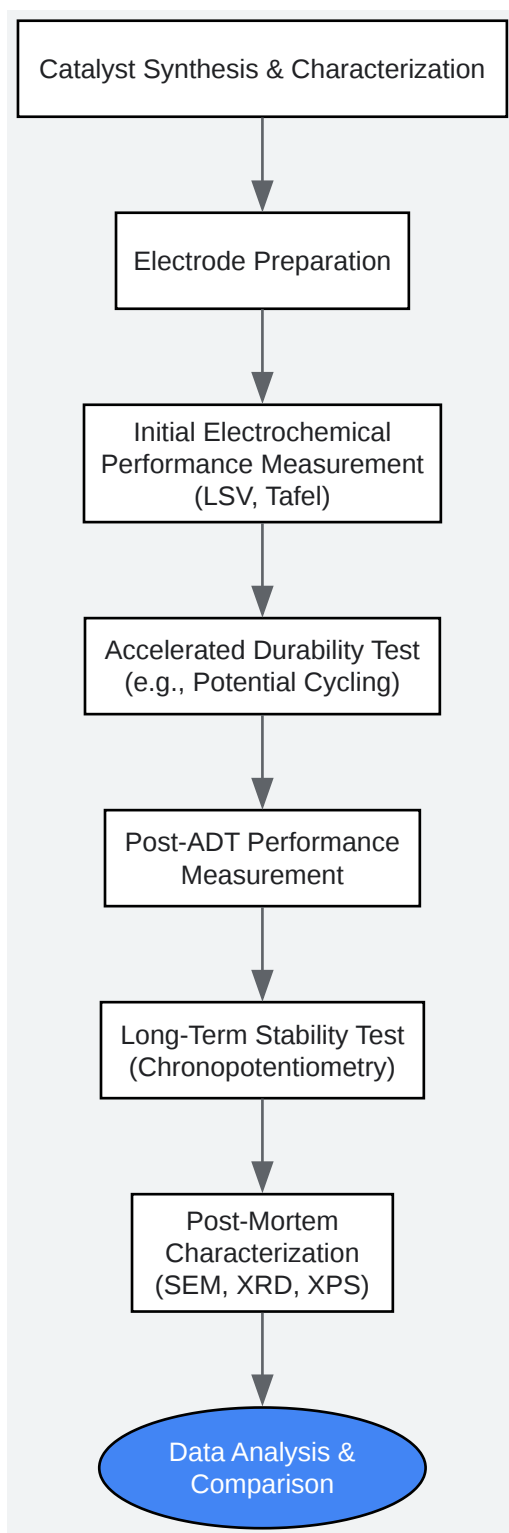 Catalyst Synthesis & Characterization
Electrode Preparation
Initial Electrochemical
Performance Measurement
(LSV, Tafel)
Accelerated Durability Test
(e.g., Potential Cycling)
Post-ADT Performance
Measurement
Long-Term Stability Test
(Chronopotentiometry)
Post-Mortem
Characterization
(SEM, XRD, XPS)
Data Analysis &
Comparison